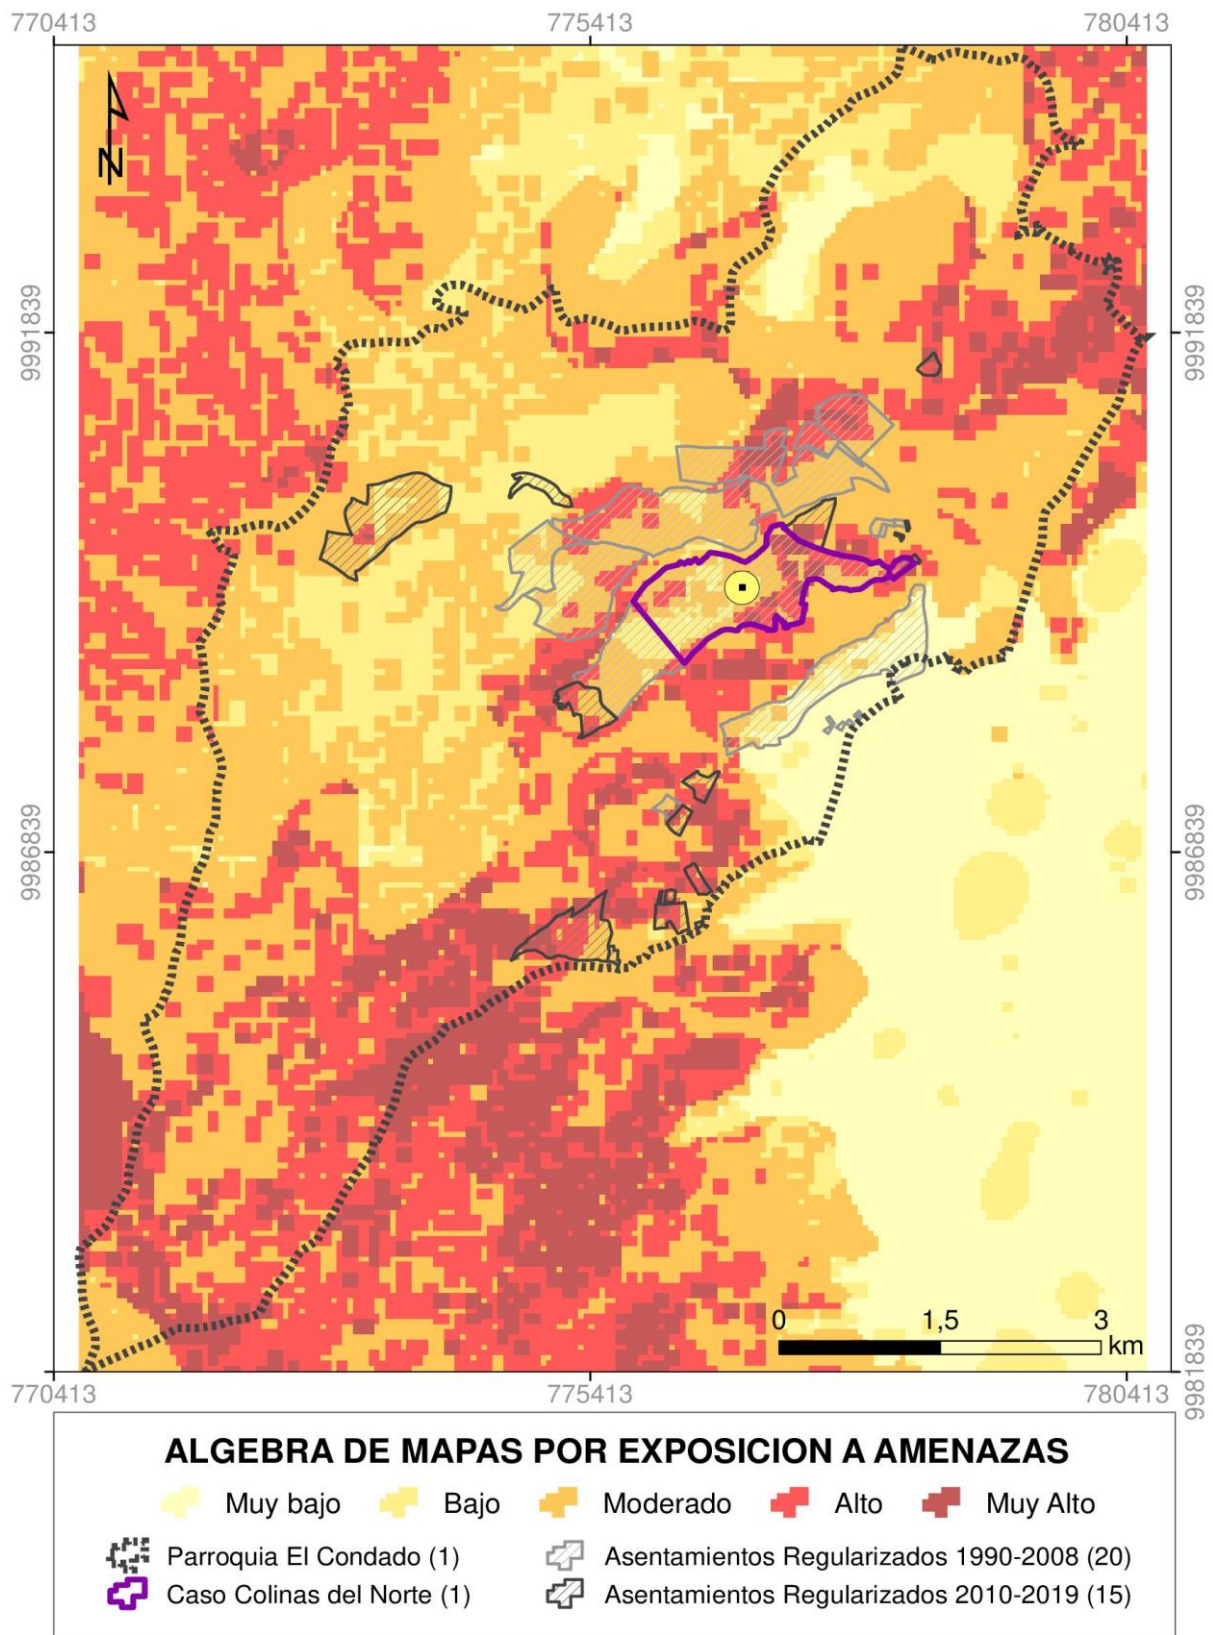 770413 775413 780413
N
9991839 9991839
9986839 9986839
0 1,5 3
km
9981839
770413 775413 780413
ALGEBRA DE MAPAS POR EXPOSICION A AMENAZAS
Muy bajo Bajo Moderado Alto Muy Alto
Parroquia El Condado (1) Asentamientos Regularizados 1990-2008 (20)
Caso Colinas del Norte (1) Asentamientos Regularizados 2010-2019 (15)